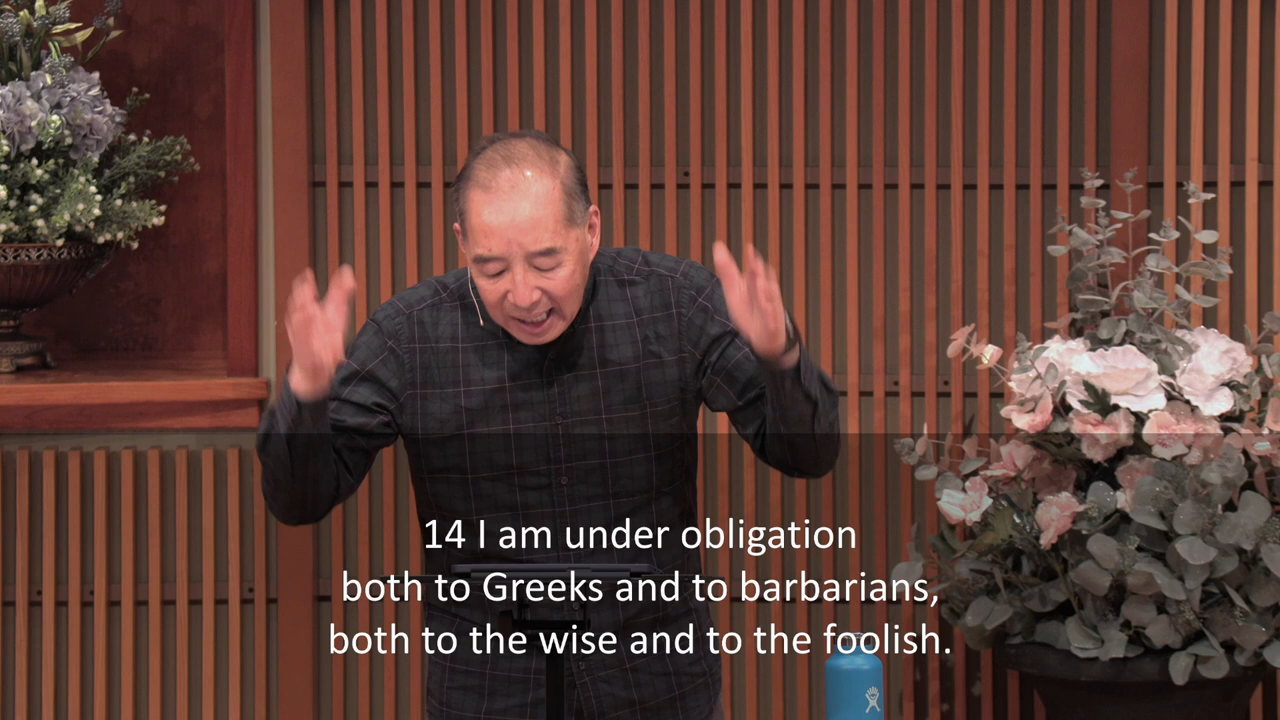 14 I am under obligation
both to Greeks and to barbarians,
both to the wise and to the foolish.